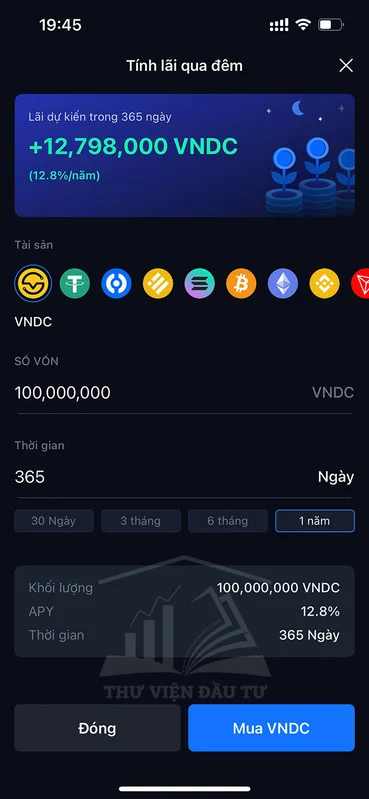 19:45
Tính lãi qua đêm
Lãi dự kiến trong 365 ngày
+12,798,000 VNDC
(12.8%/năm)
Tài sản
VNDC
SỐ VỐN
100,000,000 VNDC
Thời gian
365 Ngày
30 Ngày 3 tháng 6 tháng 1 năm
Khối lượng 100,000,000 VNDC
APY 12.8%
Thời gian 365 Ngày
THƯ VIỆN ĐẦU TƯ
Đóng Mua VNDC